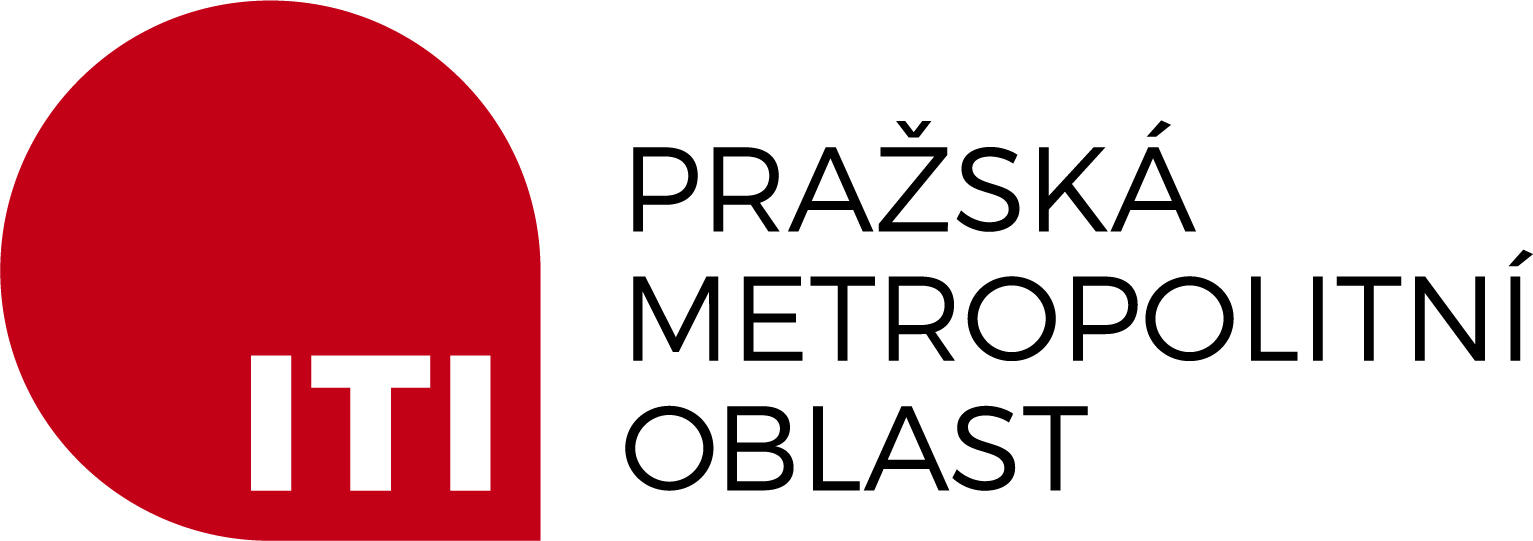 ITI
PRAŽSKÁ
METROPOLITNÍ
OBLAST